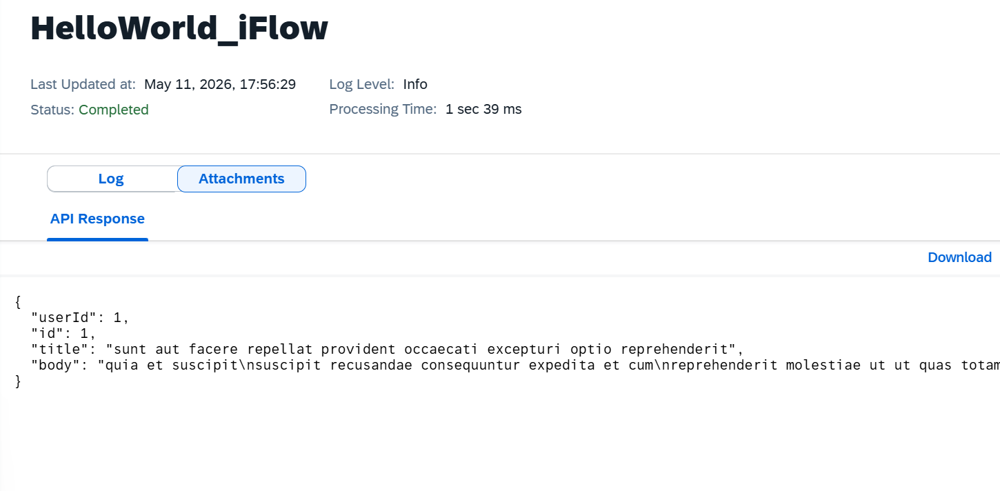 HelloWorld_iFlow
Last Updated at: May 11, 2026, 17:56:29 Log Level: Info
Status: Completed Processing Time: 1 sec 39 ms
Log Attachments
API Response
Download
{
  "userId": 1,
  "id": 1,
  "title": "sunt aut facere repellat provident occaecati excepturi optio reprehenderit",
  "body": "quia et suscipit\nsuscipit recusandae consequuntur expedita et cum\nreprehenderit molestiae ut ut quas totam
}